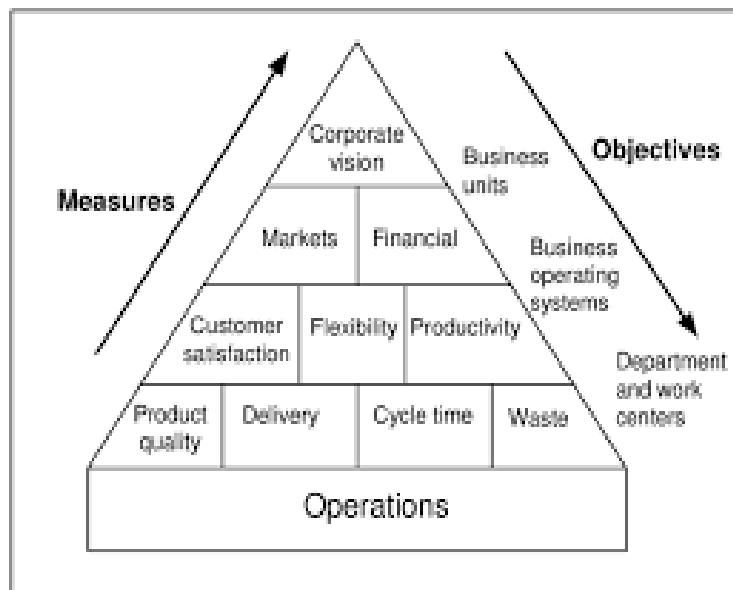 Corporate
vision
Business
units
Objectives
Measures
Markets
Financial
Business
operating
systems
Customer
satisfaction
Flexibility
Productivity
Department
and work
centers
Product
quality
Delivery
Cycle time
Waste
Operations